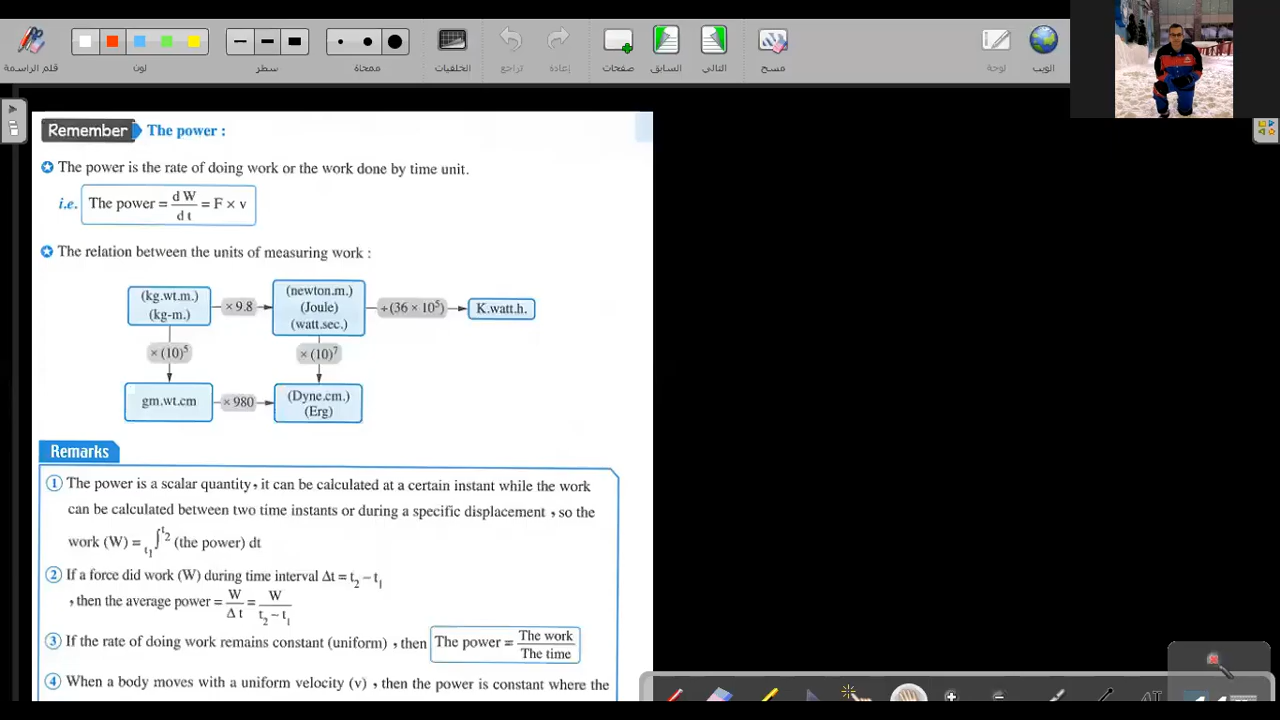 قلم الراسمة
لون
سطر
ممحاة
الخلفيات
تراجع
إعادة
صفحات
السابق
التالي
مسح
لوحة
الويب
Remember The power :
The power is the rate of doing work or the work done by time unit.
i.e. The power = d W / d t = F × v
The relation between the units of measuring work :
(kg.wt.m.)
(kg-m.)
× 9.8
(newton.m.)
(Joule)
(watt.sec.)
÷ (36 × 10⁵)
K.watt.h.
× (10)⁵
× (10)⁷
gm.wt.cm
× 980
(Dyne.cm.)
(Erg)
Remarks
① The power is a scalar quantity, it can be calculated at a certain instant while the work
can be calculated between two time instants or during a specific displacement , so the
work (W) = t₁∫t₂ (the power) dt
② If a force did work (W) during time interval Δt = t₂ − t₁
, then the average power = W / Δ t = W / t₂ − t₁
③ If the rate of doing work remains constant (uniform) , then The power = The work / The time
④ When a body moves with a uniform velocity (v) , then the power is constant where the